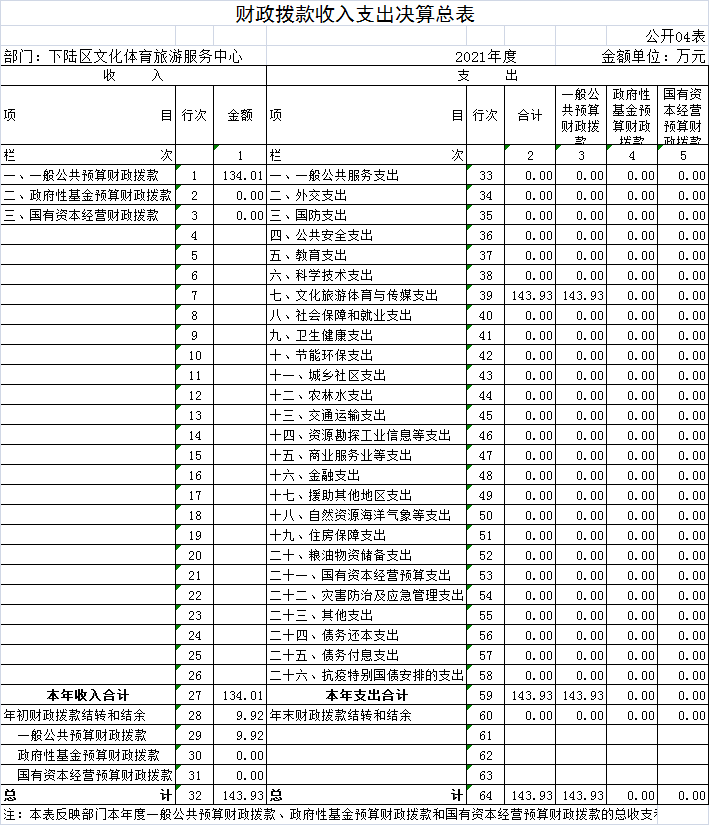 财政拨款收入支出决算总表
公开04表
部门：下陆区文化体育旅游服务中心 2021年度 金额单位：万元
收 入 支 出
项 目 行次 金额 项 目 行次 合计 一般公共预算财政拨款 政府性基金预算财政拨款 国有资本经营预算财政拨款
栏 次 1 栏 次 2 3 4 5
一、一般公共预算财政拨款 1 134.01 一、一般公共服务支出 33 0.00 0.00 0.00 0.00
二、政府性基金预算财政拨款 2 0.00 二、外交支出 34 0.00 0.00 0.00 0.00
三、国有资本经营财政拨款 3 0.00 三、国防支出 35 0.00 0.00 0.00 0.00
4 四、公共安全支出 36 0.00 0.00 0.00 0.00
5 五、教育支出 37 0.00 0.00 0.00 0.00
6 六、科学技术支出 38 0.00 0.00 0.00 0.00
7 七、文化旅游体育与传媒支出 39 143.93 143.93 0.00 0.00
8 八、社会保障和就业支出 40 0.00 0.00 0.00 0.00
9 九、卫生健康支出 41 0.00 0.00 0.00 0.00
10 十、节能环保支出 42 0.00 0.00 0.00 0.00
11 十一、城乡社区支出 43 0.00 0.00 0.00 0.00
12 十二、农林水支出 44 0.00 0.00 0.00 0.00
13 十三、交通运输支出 45 0.00 0.00 0.00 0.00
14 十四、资源勘探工业信息等支出 46 0.00 0.00 0.00 0.00
15 十五、商业服务业等支出 47 0.00 0.00 0.00 0.00
16 十六、金融支出 48 0.00 0.00 0.00 0.00
17 十七、援助其他地区支出 49 0.00 0.00 0.00 0.00
18 十八、自然资源海洋气象等支出 50 0.00 0.00 0.00 0.00
19 十九、住房保障支出 51 0.00 0.00 0.00 0.00
20 二十、粮油物资储备支出 52 0.00 0.00 0.00 0.00
21 二十一、国有资本经营预算支出 53 0.00 0.00 0.00 0.00
22 二十二、灾害防治及应急管理支出 54 0.00 0.00 0.00 0.00
23 二十三、其他支出 55 0.00 0.00 0.00 0.00
24 二十四、债务还本支出 56 0.00 0.00 0.00 0.00
25 二十五、债务付息支出 57 0.00 0.00 0.00 0.00
26 二十六、抗疫特别国债安排的支出 58 0.00 0.00 0.00 0.00
本年收入合计 27 134.01 本年支出合计 59 143.93 143.93 0.00 0.00
年初财政拨款结转和结余 28 9.92 年末财政拨款结转和结余 60 0.00 0.00 0.00 0.00
一般公共预算财政拨款 29 9.92 61
政府性基金预算财政拨款 30 0.00 62
国有资本经营预算财政拨款 31 0.00 63
总 计 32 143.93 总 计 64 143.93 143.93 0.00 0.00
注：本表反映部门本年度一般公共预算财政拨款、政府性基金预算财政拨款和国有资本经营预算财政拨款的总收支